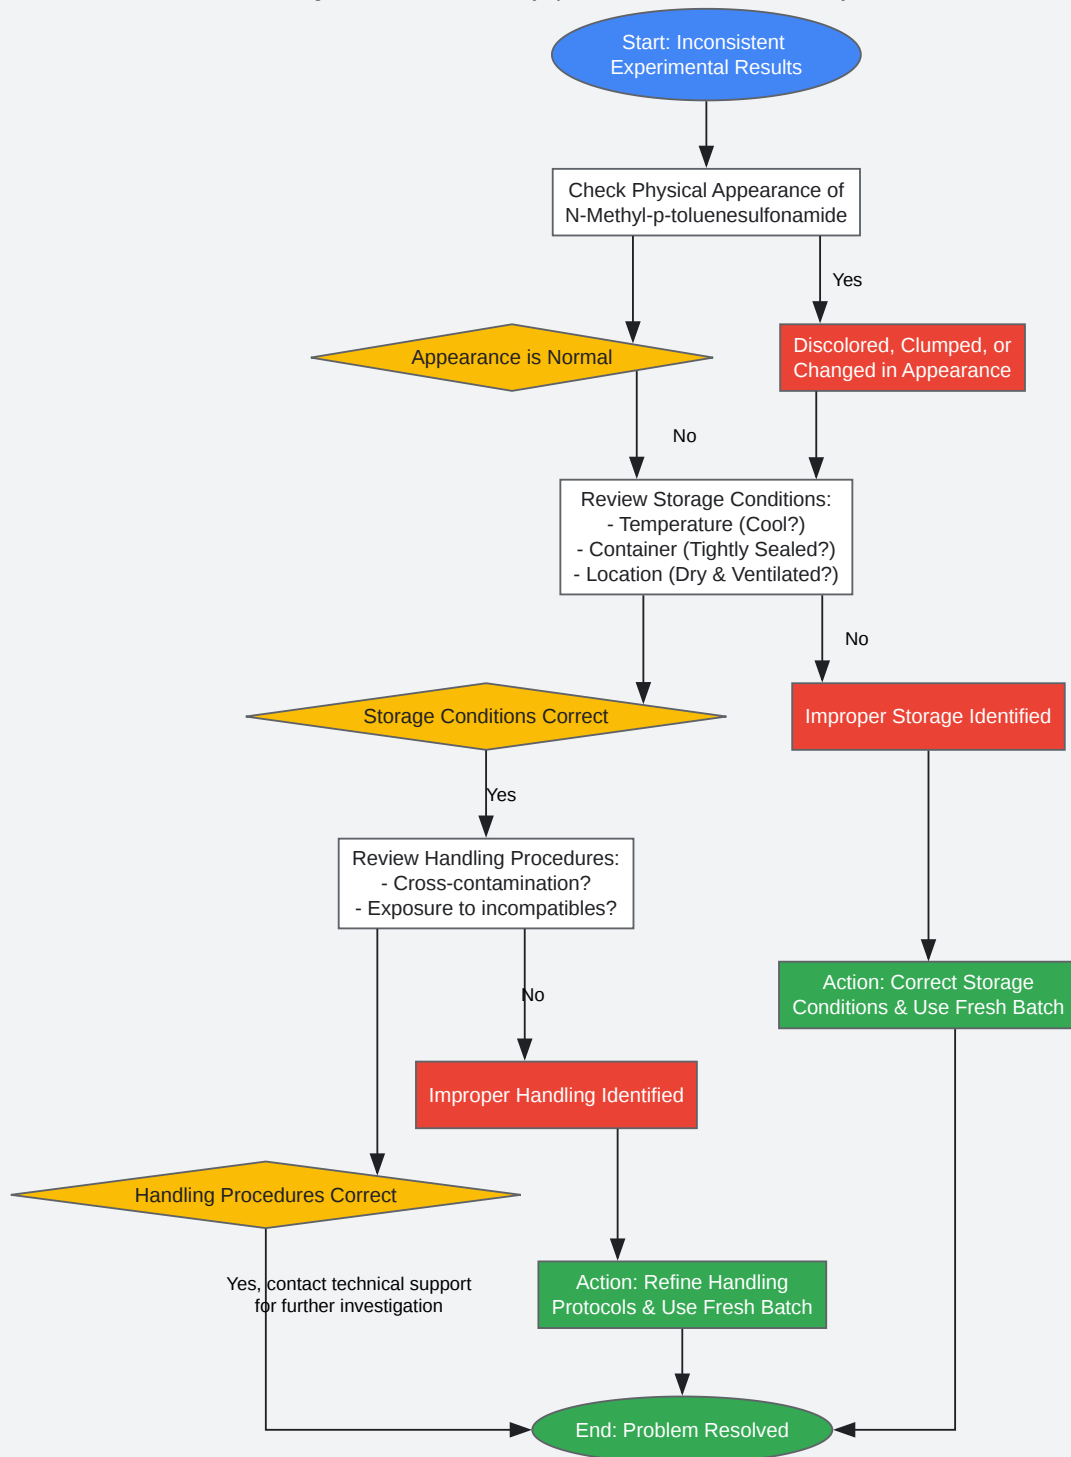 Start: Inconsistent
Experimental Results
Check Physical Appearance of
N-Methyl-p-toluenesulfonamide
Yes
Appearance is Normal
Discolored, Clumped, or
Changed in Appearance
No
Review Storage Conditions:
- Temperature (Cool?)
- Container (Tightly Sealed?)
- Location (Dry & Ventilated?)
No
Storage Conditions Correct
Improper Storage Identified
Yes
Review Handling Procedures:
- Cross-contamination?
- Exposure to incompatibles?
No
Action: Correct Storage
Conditions & Use Fresh Batch
Improper Handling Identified
Handling Procedures Correct
Yes, contact technical support
for further investigation
Action: Refine Handling
Protocols & Use Fresh Batch
End: Problem Resolved